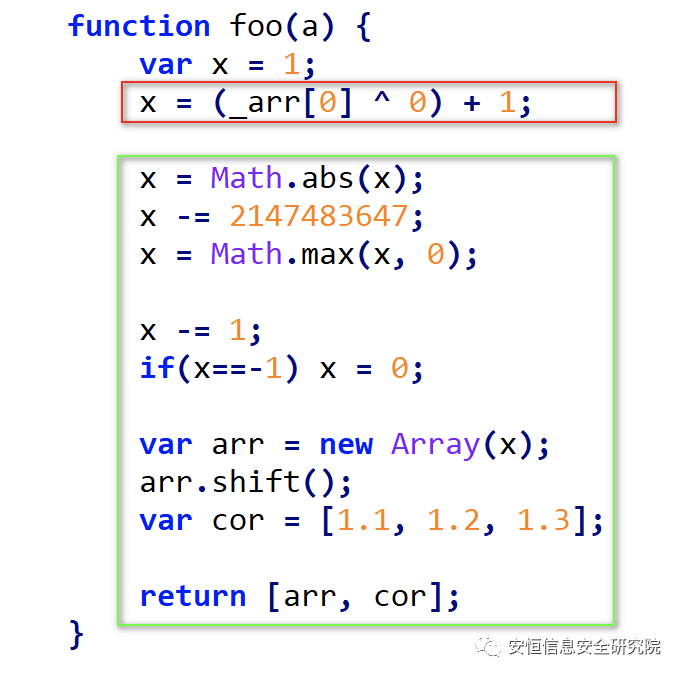 function foo(a) {
    var x = 1;
    x = (_arr[0] ^ 0) + 1;

    x = Math.abs(x);
    x -= 2147483647;
    x = Math.max(x, 0);

    x -= 1;
    if(x==-1) x = 0;

    var arr = new Array(x);
    arr.shift();
    var cor = [1.1, 1.2, 1.3];

    return [arr, cor];
}
安恒信息安全研究院